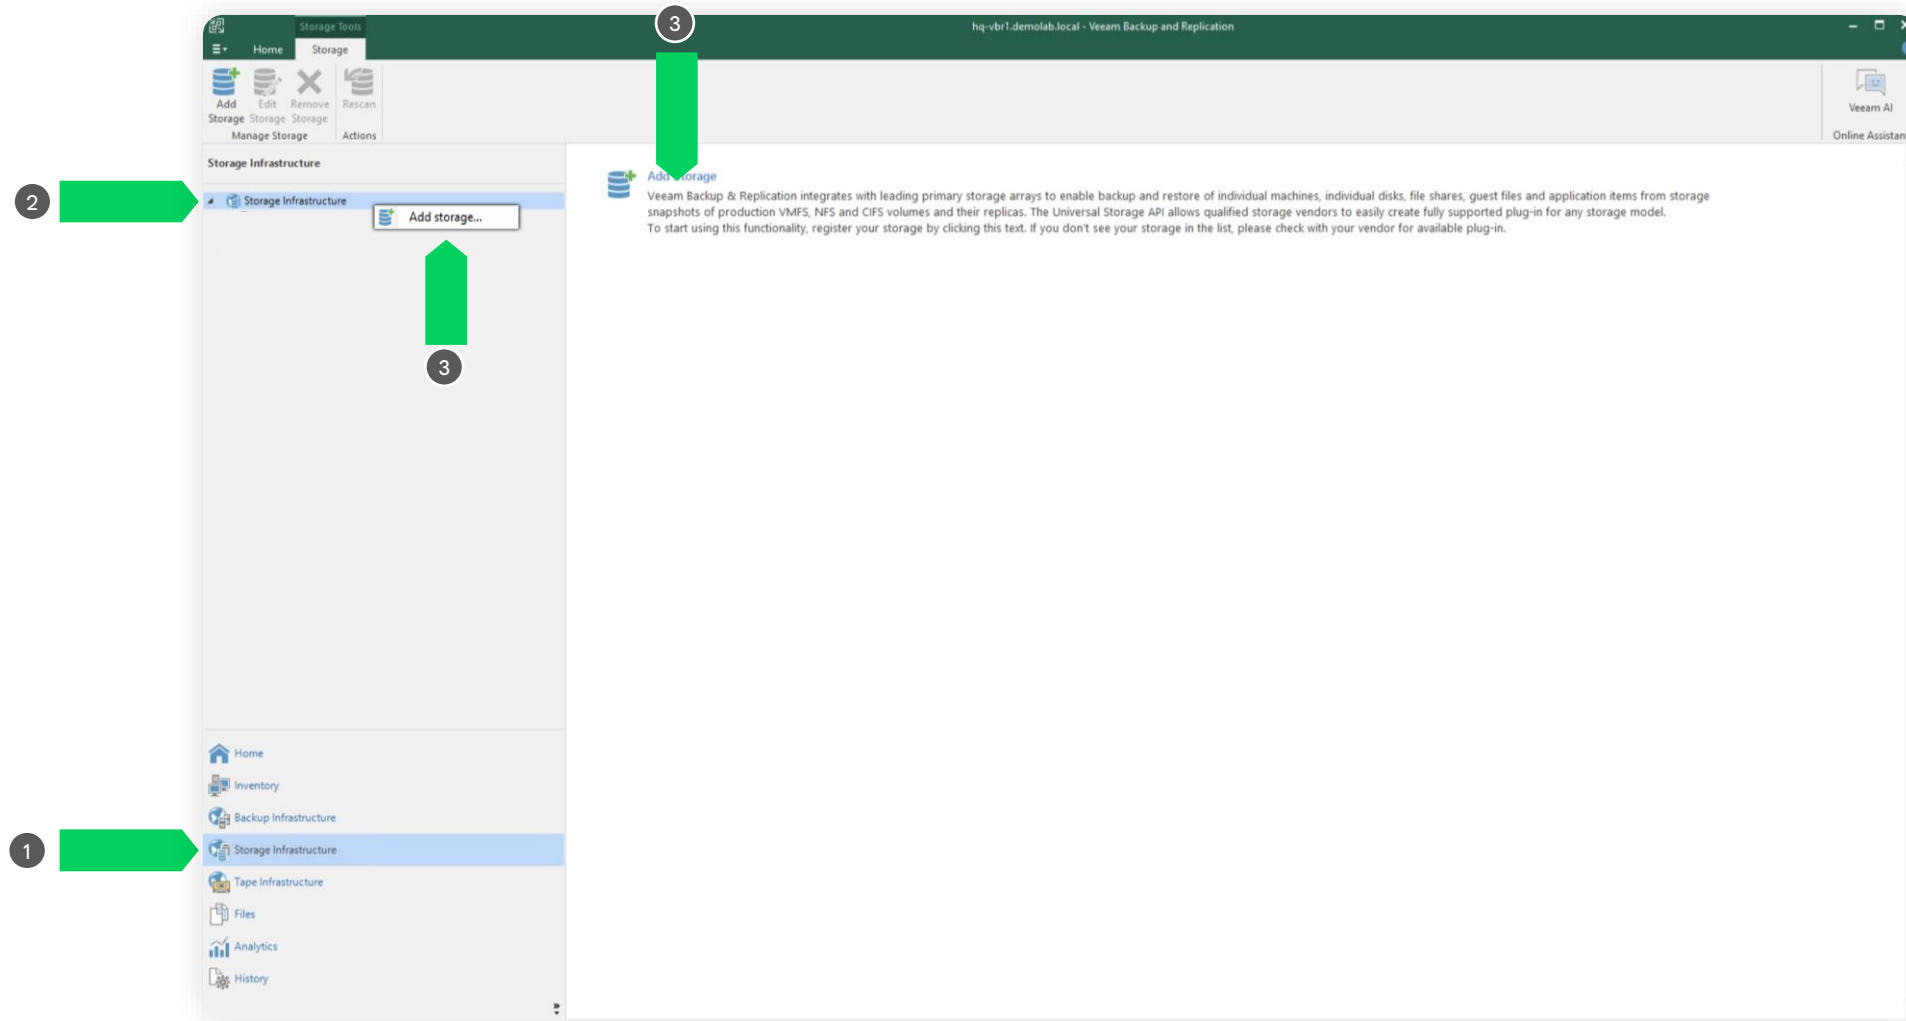 3
Storage Tools
hq-vbr1.demolab.local - Veeam Backup and Replication
Home Storage
Add Storage
Edit Storage
Remove Storage
Rescan
Manage Storage
Actions
Veeam AI
Online Assistan
Storage Infrastructure
2
Storage Infrastructure
Add storage...
3
Add Storage
Veeam Backup & Replication integrates with leading primary storage arrays to enable backup and restore of individual machines, individual disks, file shares, guest files and application items from storage
snapshots of production VMFS, NFS and CIFS volumes and their replicas. The Universal Storage API allows qualified storage vendors to easily create fully supported plug-in for any storage model.
To start using this functionality, register your storage by clicking this text. If you don't see your storage in the list, please check with your vendor for available plug-in.
Home
Inventory
Backup Infrastructure
1
Storage Infrastructure
Tape Infrastructure
Files
Analytics
History